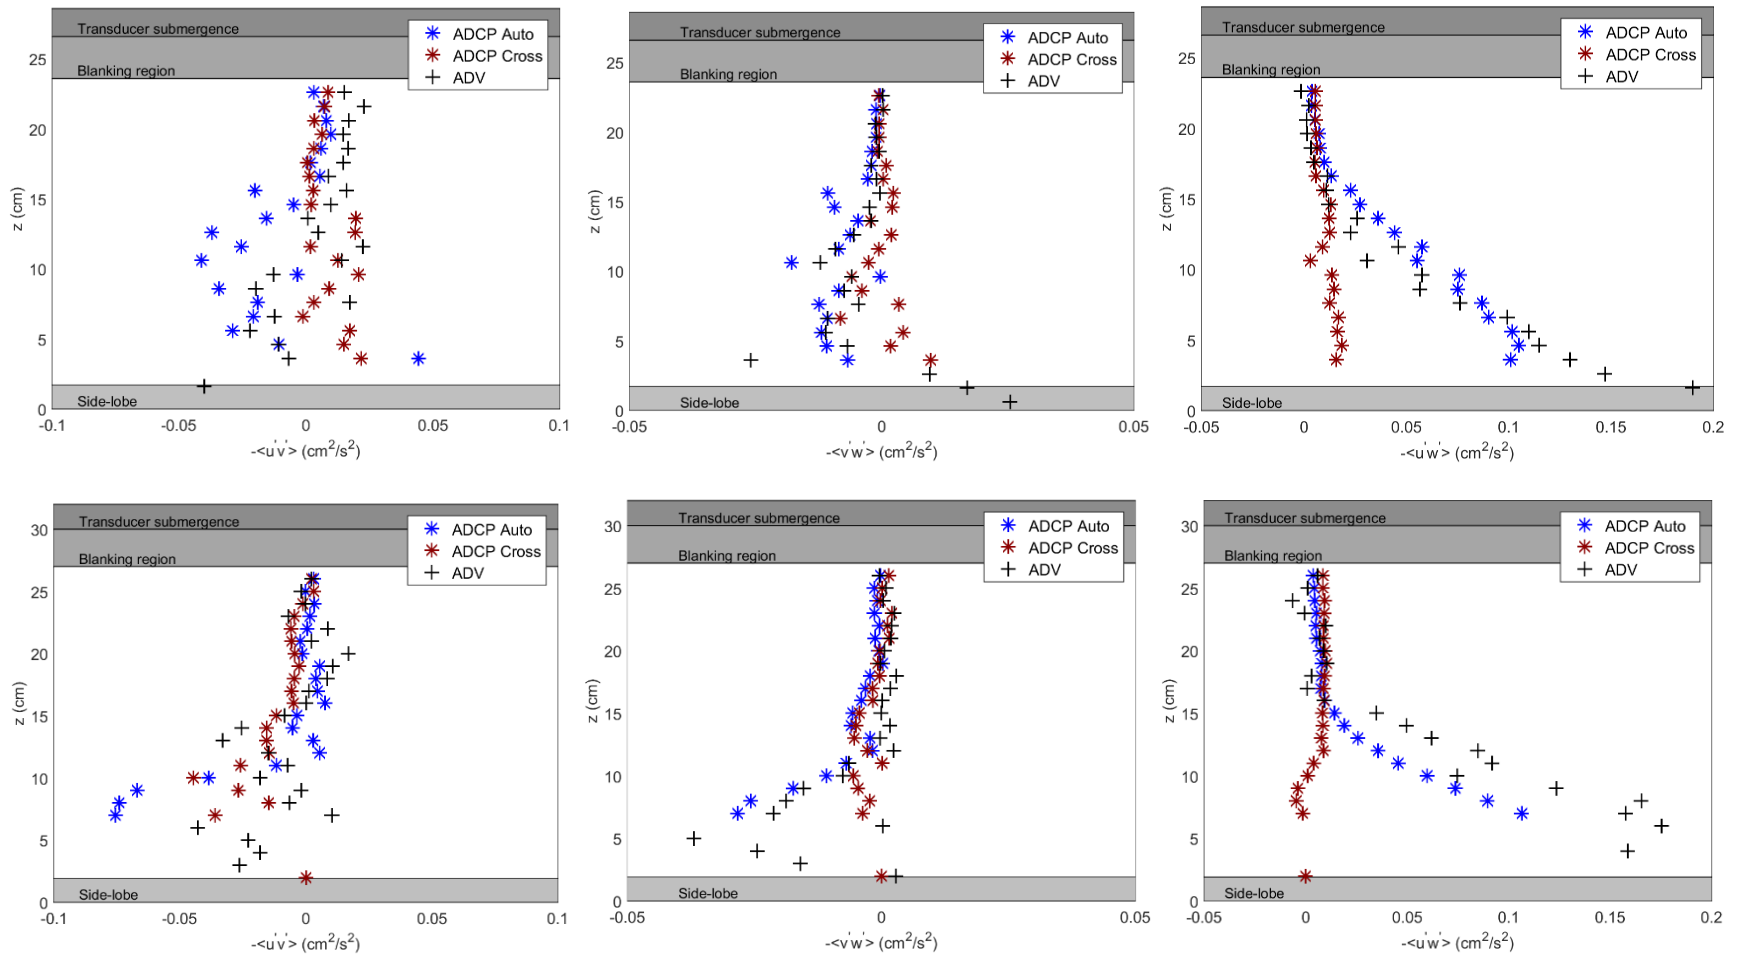 Transducer submergence
Blanking region
ADCP Auto
ADCP Cross
ADV
25
20
15
10
5
0
z (cm)
Side-lobe
-0.1 -0.05 0 0.05 0.1
-<u'v'> (cm²/s²)
Transducer submergence
Blanking region
ADCP Auto
ADCP Cross
ADV
25
20
15
10
5
0
z (cm)
Side-lobe
-0.05 0 0.05
-<v'w'> (cm²/s²)
Transducer submergence
Blanking region
ADCP Auto
ADCP Cross
ADV
25
20
15
10
5
0
z (cm)
Side-lobe
-0.05 0 0.05 0.1 0.15 0.2
-<u'w'> (cm²/s²)
Transducer submergence
Blanking region
ADCP Auto
ADCP Cross
ADV
30
25
20
15
10
5
0
z (cm)
Side-lobe
-0.1 -0.05 0 0.05 0.1
-<u'v'> (cm²/s²)
Transducer submergence
Blanking region
ADCP Auto
ADCP Cross
ADV
30
25
20
15
10
5
0
z (cm)
Side-lobe
-0.05 0 0.05
-<v'w'> (cm²/s²)
Transducer submergence
Blanking region
ADCP Auto
ADCP Cross
ADV
30
25
20
15
10
5
0
z (cm)
Side-lobe
-0.05 0 0.05 0.1 0.15 0.2
-<u'w'> (cm²/s²)